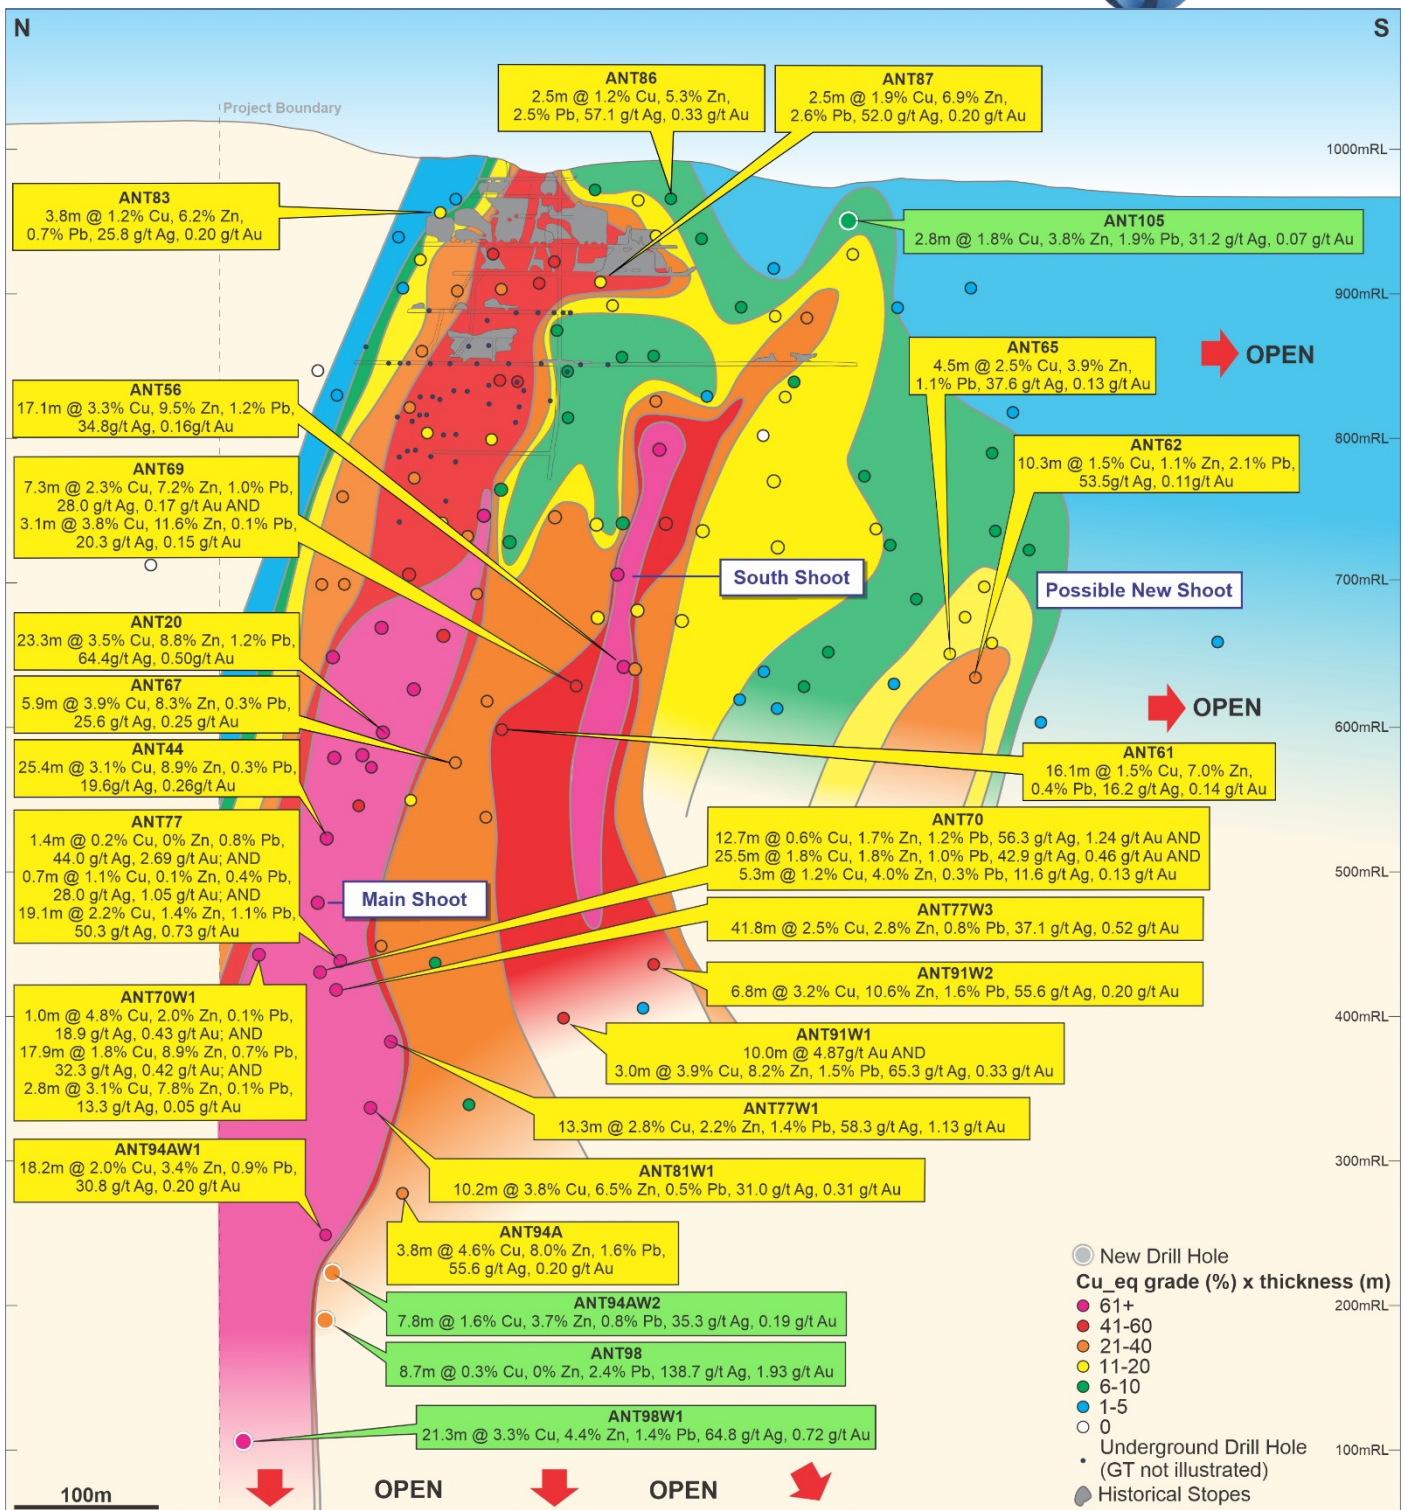 N
S
Project Boundary
ANT86
2.5m @ 1.2% Cu, 5.3% Zn,
2.5% Pb, 57.1 g/t Ag, 0.33 g/t Au
ANT87
2.5m @ 1.9% Cu, 6.9% Zn,
2.6% Pb, 52.0 g/t Ag, 0.20 g/t Au
1000mRL
ANT83
3.8m @ 1.2% Cu, 6.2% Zn,
0.7% Pb, 25.8 g/t Ag, 0.20 g/t Au
ANT105
2.8m @ 1.8% Cu, 3.8% Zn, 1.9% Pb, 31.2 g/t Ag, 0.07 g/t Au
900mRL
OPEN
ANT65
4.5m @ 2.5% Cu, 3.9% Zn,
1.1% Pb, 37.6 g/t Ag, 0.13 g/t Au
ANT56
17.1m @ 3.3% Cu, 9.5% Zn, 1.2% Pb,
34.8g/t Ag, 0.16g/t Au
800mRL
ANT62
10.3m @ 1.5% Cu, 1.1% Zn, 2.1% Pb,
53.5g/t Ag, 0.11g/t Au
ANT69
7.3m @ 2.3% Cu, 7.2% Zn, 1.0% Pb,
28.0 g/t Ag, 0.17 g/t Au AND
3.1m @ 3.8% Cu, 11.6% Zn, 0.1% Pb,
20.3 g/t Ag, 0.15 g/t Au
South Shoot
Possible New Shoot
700mRL
ANT20
23.3m @ 3.5% Cu, 8.8% Zn, 1.2% Pb,
64.4g/t Ag, 0.50g/t Au
ANT67
5.9m @ 3.9% Cu, 8.3% Zn, 0.3% Pb,
25.6 g/t Ag, 0.25 g/t Au
OPEN
600mRL
ANT44
25.4m @ 3.1% Cu, 8.9% Zn, 0.3% Pb,
19.6g/t Ag, 0.26g/t Au
ANT61
16.1m @ 1.5% Cu, 7.0% Zn,
0.4% Pb, 16.2 g/t Ag, 0.14 g/t Au
ANT77
1.4m @ 0.2% Cu, 0% Zn, 0.8% Pb,
44.0 g/t Ag, 2.69 g/t Au; AND
0.7m @ 1.1% Cu, 0.1% Zn, 0.4% Pb,
28.0 g/t Ag, 1.05 g/t Au; AND
19.1m @ 2.2% Cu, 1.4% Zn, 1.1% Pb,
50.3 g/t Ag, 0.73 g/t Au
ANT70
12.7m @ 0.6% Cu, 1.7% Zn, 1.2% Pb, 56.3 g/t Ag, 1.24 g/t Au AND
25.5m @ 1.8% Cu, 1.8% Zn, 1.0% Pb, 42.9 g/t Ag, 0.46 g/t Au AND
5.3m @ 1.2% Cu, 4.0% Zn, 0.3% Pb, 11.6 g/t Ag, 0.13 g/t Au
500mRL
Main Shoot
ANT77W3
41.8m @ 2.5% Cu, 2.8% Zn, 0.8% Pb, 37.1 g/t Ag, 0.52 g/t Au
ANT91W2
6.8m @ 3.2% Cu, 10.6% Zn, 1.6% Pb, 55.6 g/t Ag, 0.20 g/t Au
ANT70W1
1.0m @ 4.8% Cu, 2.0% Zn, 0.1% Pb,
18.9 g/t Ag, 0.43 g/t Au; AND
17.9m @ 1.8% Cu, 8.9% Zn, 0.7% Pb,
32.3 g/t Ag, 0.42 g/t Au; AND
2.8m @ 3.1% Cu, 7.8% Zn, 0.1% Pb,
13.3 g/t Ag, 0.05 g/t Au
400mRL
ANT91W1
10.0m @ 4.87g/t Au AND
3.0m @ 3.9% Cu, 8.2% Zn, 1.5% Pb, 65.3 g/t Ag, 0.33 g/t Au
ANT77W1
13.3m @ 2.8% Cu, 2.2% Zn, 1.4% Pb, 58.3 g/t Ag, 1.13 g/t Au
ANT94AW1
18.2m @ 2.0% Cu, 3.4% Zn, 0.9% Pb,
30.8 g/t Ag, 0.20 g/t Au
300mRL
ANT81W1
10.2m @ 3.8% Cu, 6.5% Zn, 0.5% Pb, 31.0 g/t Ag, 0.31 g/t Au
ANT94A
3.8m @ 4.6% Cu, 8.0% Zn, 1.6% Pb,
55.6 g/t Ag, 0.20 g/t Au
ANT94AW2
7.8m @ 1.6% Cu, 3.7% Zn, 0.8% Pb, 35.3 g/t Ag, 0.19 g/t Au
200mRL
ANT98
8.7m @ 0.3% Cu, 0% Zn, 2.4% Pb, 138.7 g/t Ag, 1.93 g/t Au
ANT98W1
21.3m @ 3.3% Cu, 4.4% Zn, 1.4% Pb, 64.8 g/t Ag, 0.72 g/t Au
100mRL
New Drill Hole
Cu_eq grade (%) x thickness (m)
61+
41-60
21-40
11-20
6-10
1-5
0
Underground Drill Hole
(GT not illustrated)
Historical Stopes
100m
OPEN
OPEN